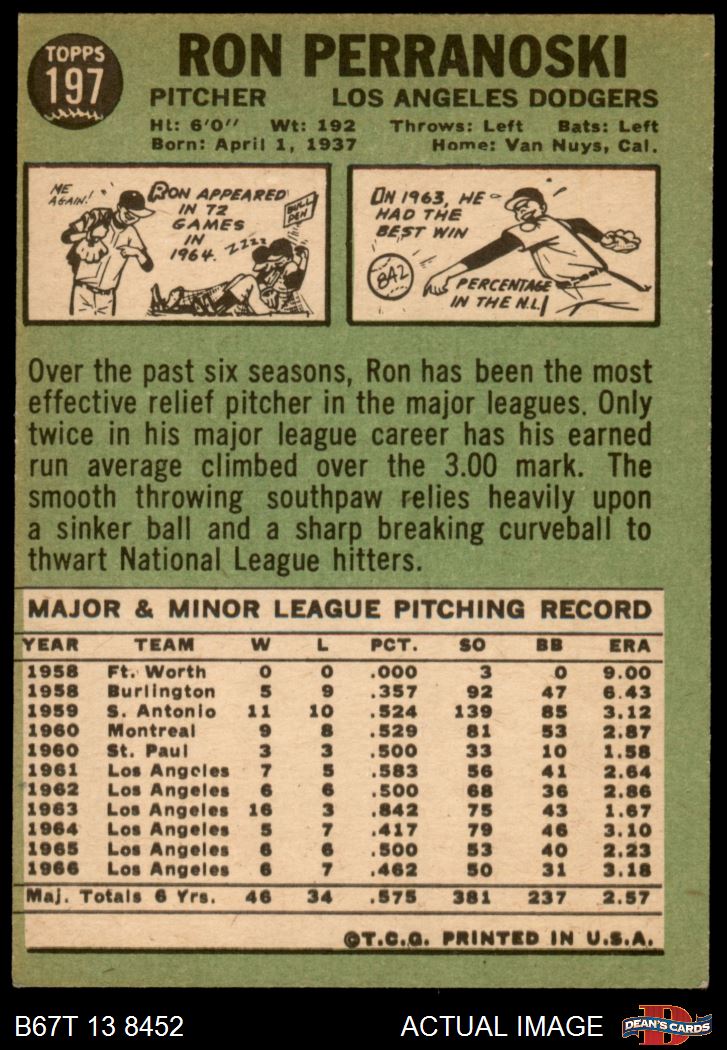 TOPPS
197
RON PERRANOSKI
PITCHER LOS ANGELES DODGERS
Ht: 6'0" Wt: 192 Throws: Left Bats: Left
Born: April 1, 1937 Home: Van Nuys, Cal.
ME
AGAIN!
RON APPEARED
IN 72
GAMES
IN
1964.
ZZZZ
BULL
PEN
ON 1963, HE
HAD THE
BEST WIN
842
PERCENTAGE
IN THE N.L.
Over the past six seasons, Ron has been the most
effective relief pitcher in the major leagues. Only
twice in his major league career has his earned
run average climbed over the 3.00 mark. The
smooth throwing southpaw relies heavily upon
a sinker ball and a sharp breaking curveball to
thwart National League hitters.
MAJOR & MINOR LEAGUE PITCHING RECORD
YEAR TEAM W L PCT. SO BB ERA
1958 Ft. Worth 0 0 .000 3 0 9.00
1958 Burlington 5 9 .357 92 47 6.43
1959 S. Antonio 11 10 .524 139 85 3.12
1960 Montreal 9 8 .529 81 53 2.87
1960 St. Paul 3 3 .500 33 10 1.58
1961 Los Angeles 7 5 .583 56 41 2.64
1962 Los Angeles 6 6 .500 68 36 2.86
1963 Los Angeles 16 3 .842 75 43 1.67
1964 Los Angeles 5 7 .417 79 46 3.10
1965 Los Angeles 6 6 .500 53 40 2.23
1966 Los Angeles 6 7 .462 50 31 3.18
Maj. Totals 6 Yrs. 46 34 .575 381 237 2.57
©T.C.G. PRINTED IN U.S.A.
B67T 13 8452 ACTUAL IMAGE
D
DEAN'S CARDS